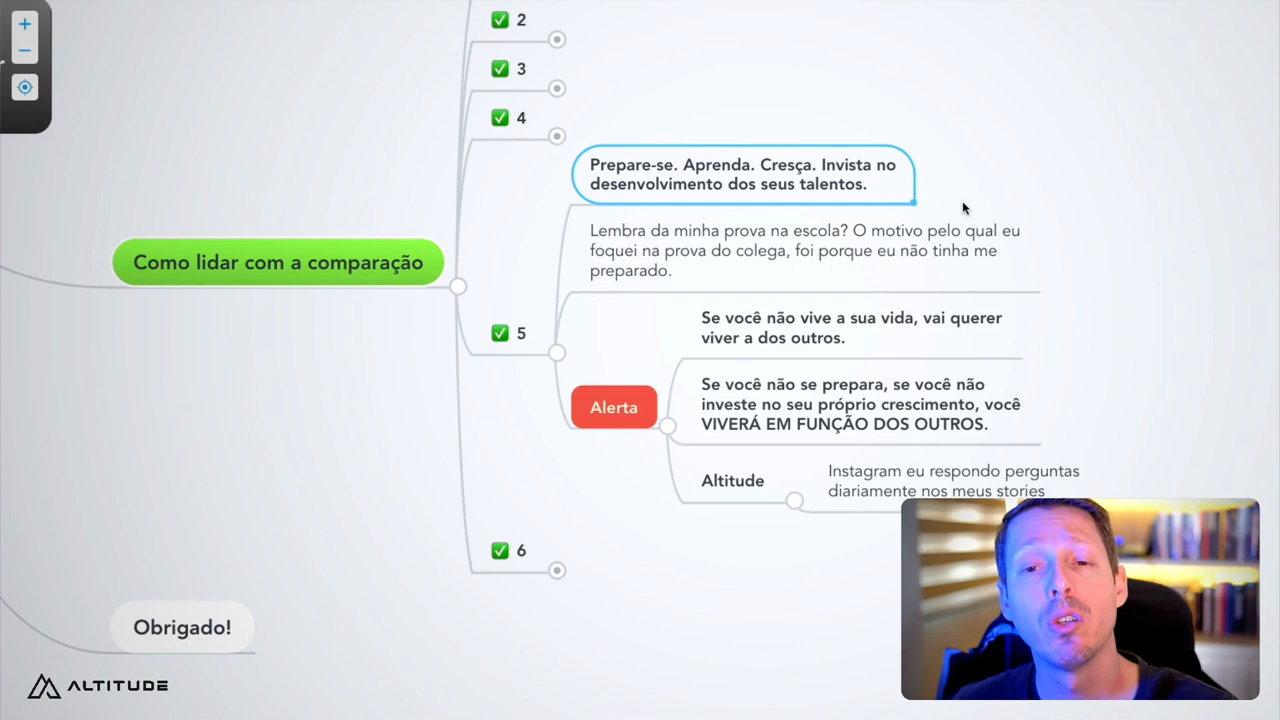 2
3
4
Prepare-se. Aprenda. Cresça. Invista no
desenvolvimento dos seus talentos.
Lembra da minha prova na escola? O motivo pelo qual eu
foquei na prova do colega, foi porque eu não tinha me
preparado.
Como lidar com a comparação
5
Se você não vive a sua vida, vai querer
viver a dos outros.
Alerta
Se você não se prepara, se você não
investe no seu próprio crescimento, você
VIVERÁ EM FUNÇÃO DOS OUTROS.
Altitude
Instagram eu respondo perguntas
diariamente nos meus stories
6
Obrigado!
ALTITUDE